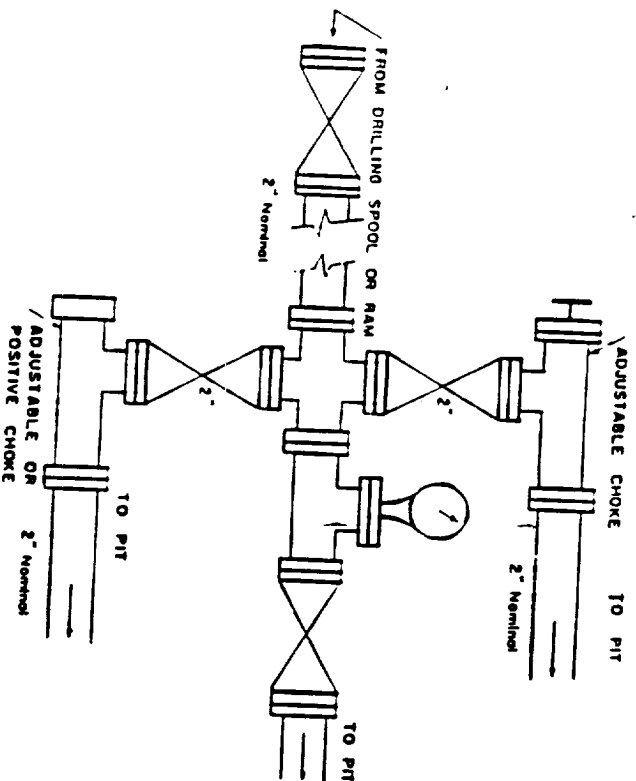 ADJUSTABLE CHOKE TO PIT
2" Nominal
2"
FROM DRILLING SPOOL OR RAM
TO PIT
2" Nominal
2"
TO PIT
ADJUSTABLE OR
POSITIVE CHOKE
2" Nominal